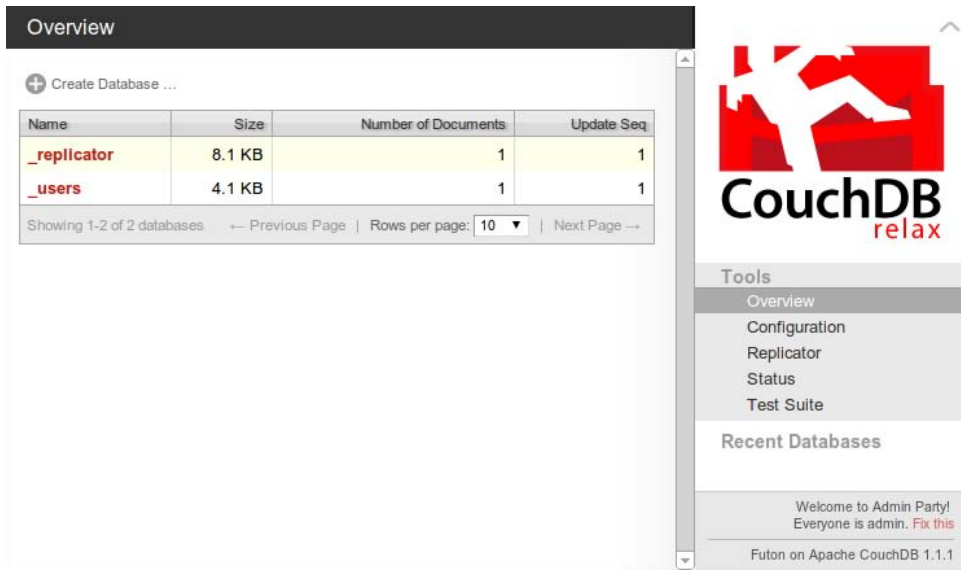 Overview
Create Database ...
Name Size Number of Documents Update Seq
_replicator 8.1 KB 1 1
_users 4.1 KB 1 1
Showing 1-2 of 2 databases ← Previous Page | Rows per page: 10 | Next Page →
CouchDB
relax
Tools
Overview
Configuration
Replicator
Status
Test Suite
Recent Databases
Welcome to Admin Party!
Everyone is admin. Fix this
Futon on Apache CouchDB 1.1.1